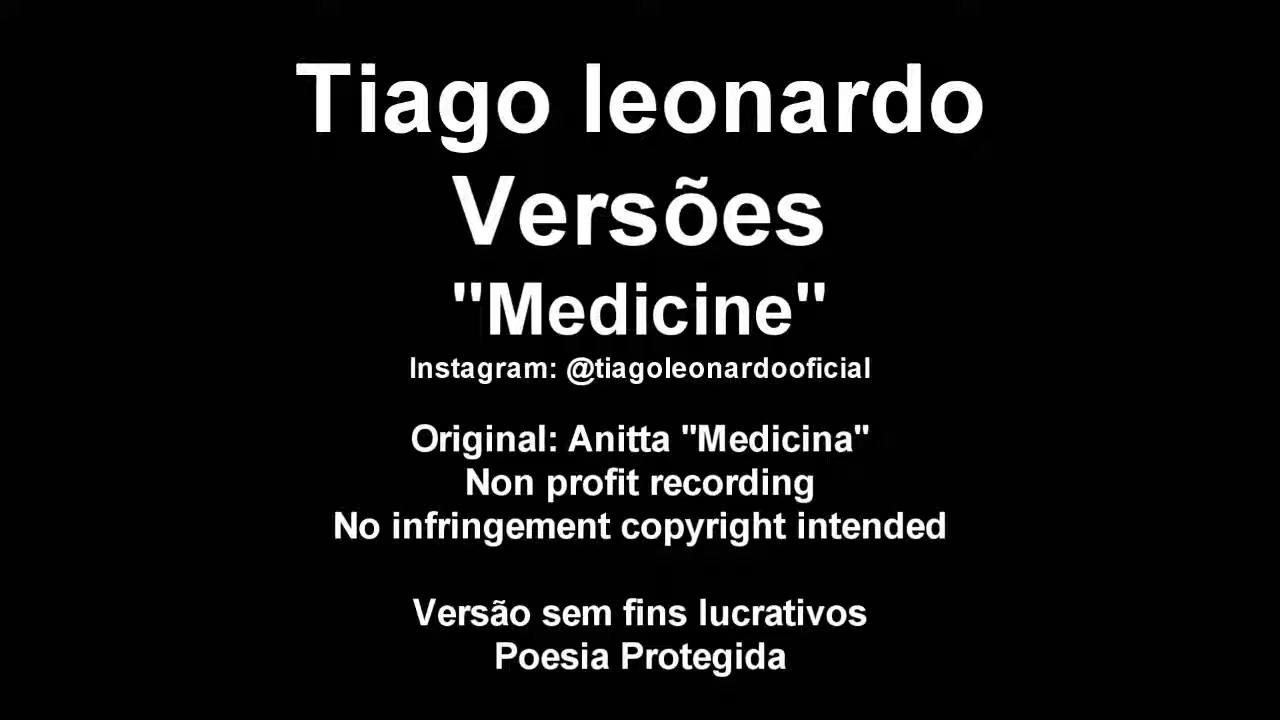 Tiago leonardo
Versões
"Medicine"
Instagram: @tiagoleonardooficial
Original: Anitta "Medicina"
Non profit recording
No infringement copyright intended
Versão sem fins lucrativos
Poesia Protegida